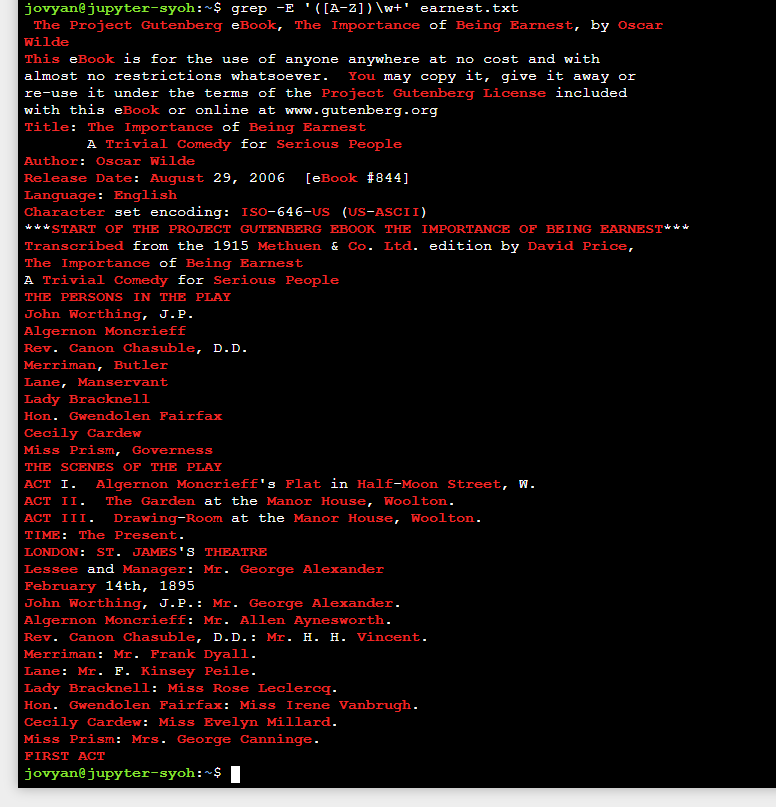 jovyan@jupyter-syoh:~$ grep -E '([A-Z])\w+' earnest.txt
The Project Gutenberg eBook, The Importance of Being Earnest, by Oscar
Wilde
This eBook is for the use of anyone anywhere at no cost and with
almost no restrictions whatsoever.  You may copy it, give it away or
re-use it under the terms of the Project Gutenberg License included
with this eBook or online at www.gutenberg.org
Title: The Importance of Being Earnest
       A Trivial Comedy for Serious People
Author: Oscar Wilde
Release Date: August 29, 2006  [eBook #844]
Language: English
Character set encoding: ISO-646-US (US-ASCII)
***START OF THE PROJECT GUTENBERG EBOOK THE IMPORTANCE OF BEING EARNEST***
Transcribed from the 1915 Methuen & Co. Ltd. edition by David Price,
The Importance of Being Earnest
A Trivial Comedy for Serious People
THE PERSONS IN THE PLAY
John Worthing, J.P.
Algernon Moncrieff
Rev. Canon Chasuble, D.D.
Merriman, Butler
Lane, Manservant
Lady Bracknell
Hon. Gwendolen Fairfax
Cecily Cardew
Miss Prism, Governess
THE SCENES OF THE PLAY
ACT I.  Algernon Moncrieff's Flat in Half-Moon Street, W.
ACT II.  The Garden at the Manor House, Woolton.
ACT III.  Drawing-Room at the Manor House, Woolton.
TIME: The Present.
LONDON: ST. JAMES'S THEATRE
Lessee and Manager: Mr. George Alexander
February 14th, 1895
John Worthing, J.P.: Mr. George Alexander.
Algernon Moncrieff: Mr. Allen Aynesworth.
Rev. Canon Chasuble, D.D.: Mr. H. H. Vincent.
Merriman: Mr. Frank Dyall.
Lane: Mr. F. Kinsey Peile.
Lady Bracknell: Miss Rose Leclercq.
Hon. Gwendolen Fairfax: Miss Irene Vanbrugh.
Cecily Cardew: Miss Evelyn Millard.
Miss Prism: Mrs. George Canninge.
FIRST ACT
jovyan@jupyter-syoh:~$